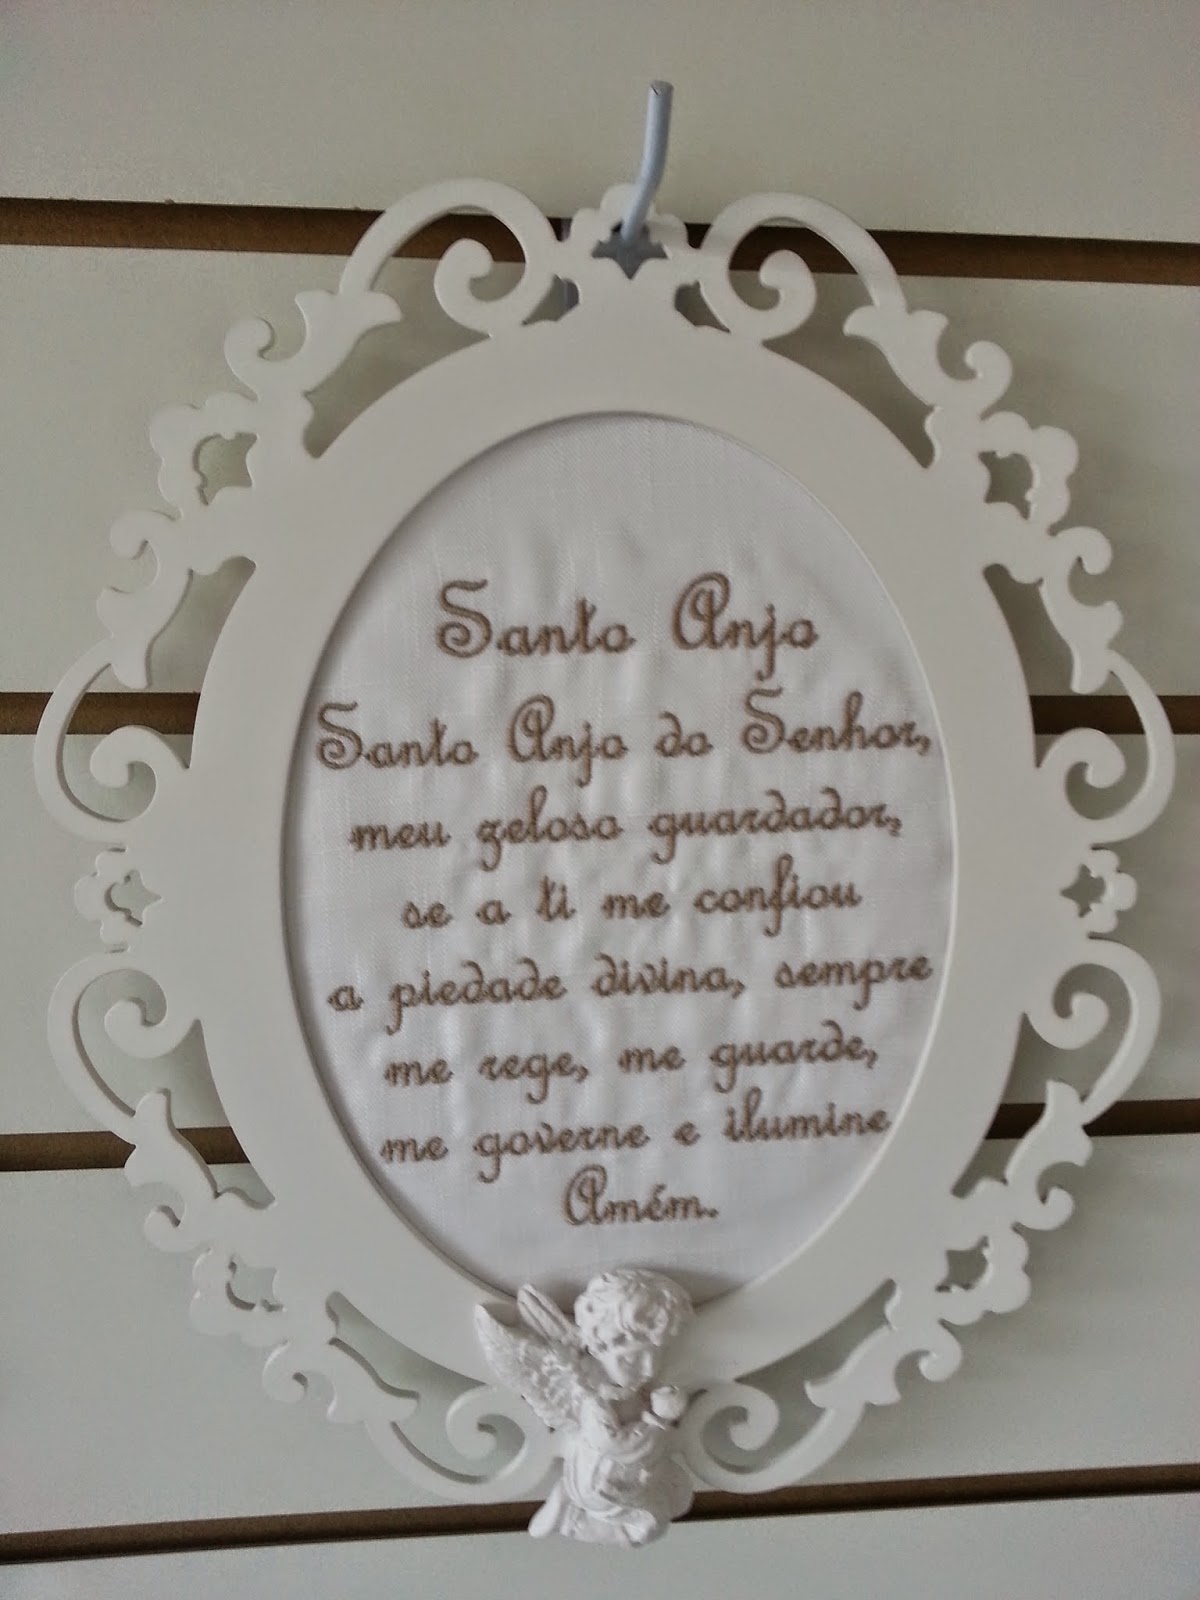 Santo Anjo
Santo Anjo do Senhor,
meu zeloso guardador,
se a ti me confiou
a piedade divina, sempre
me rege, me guarde,
me governe e ilumine
Amém.